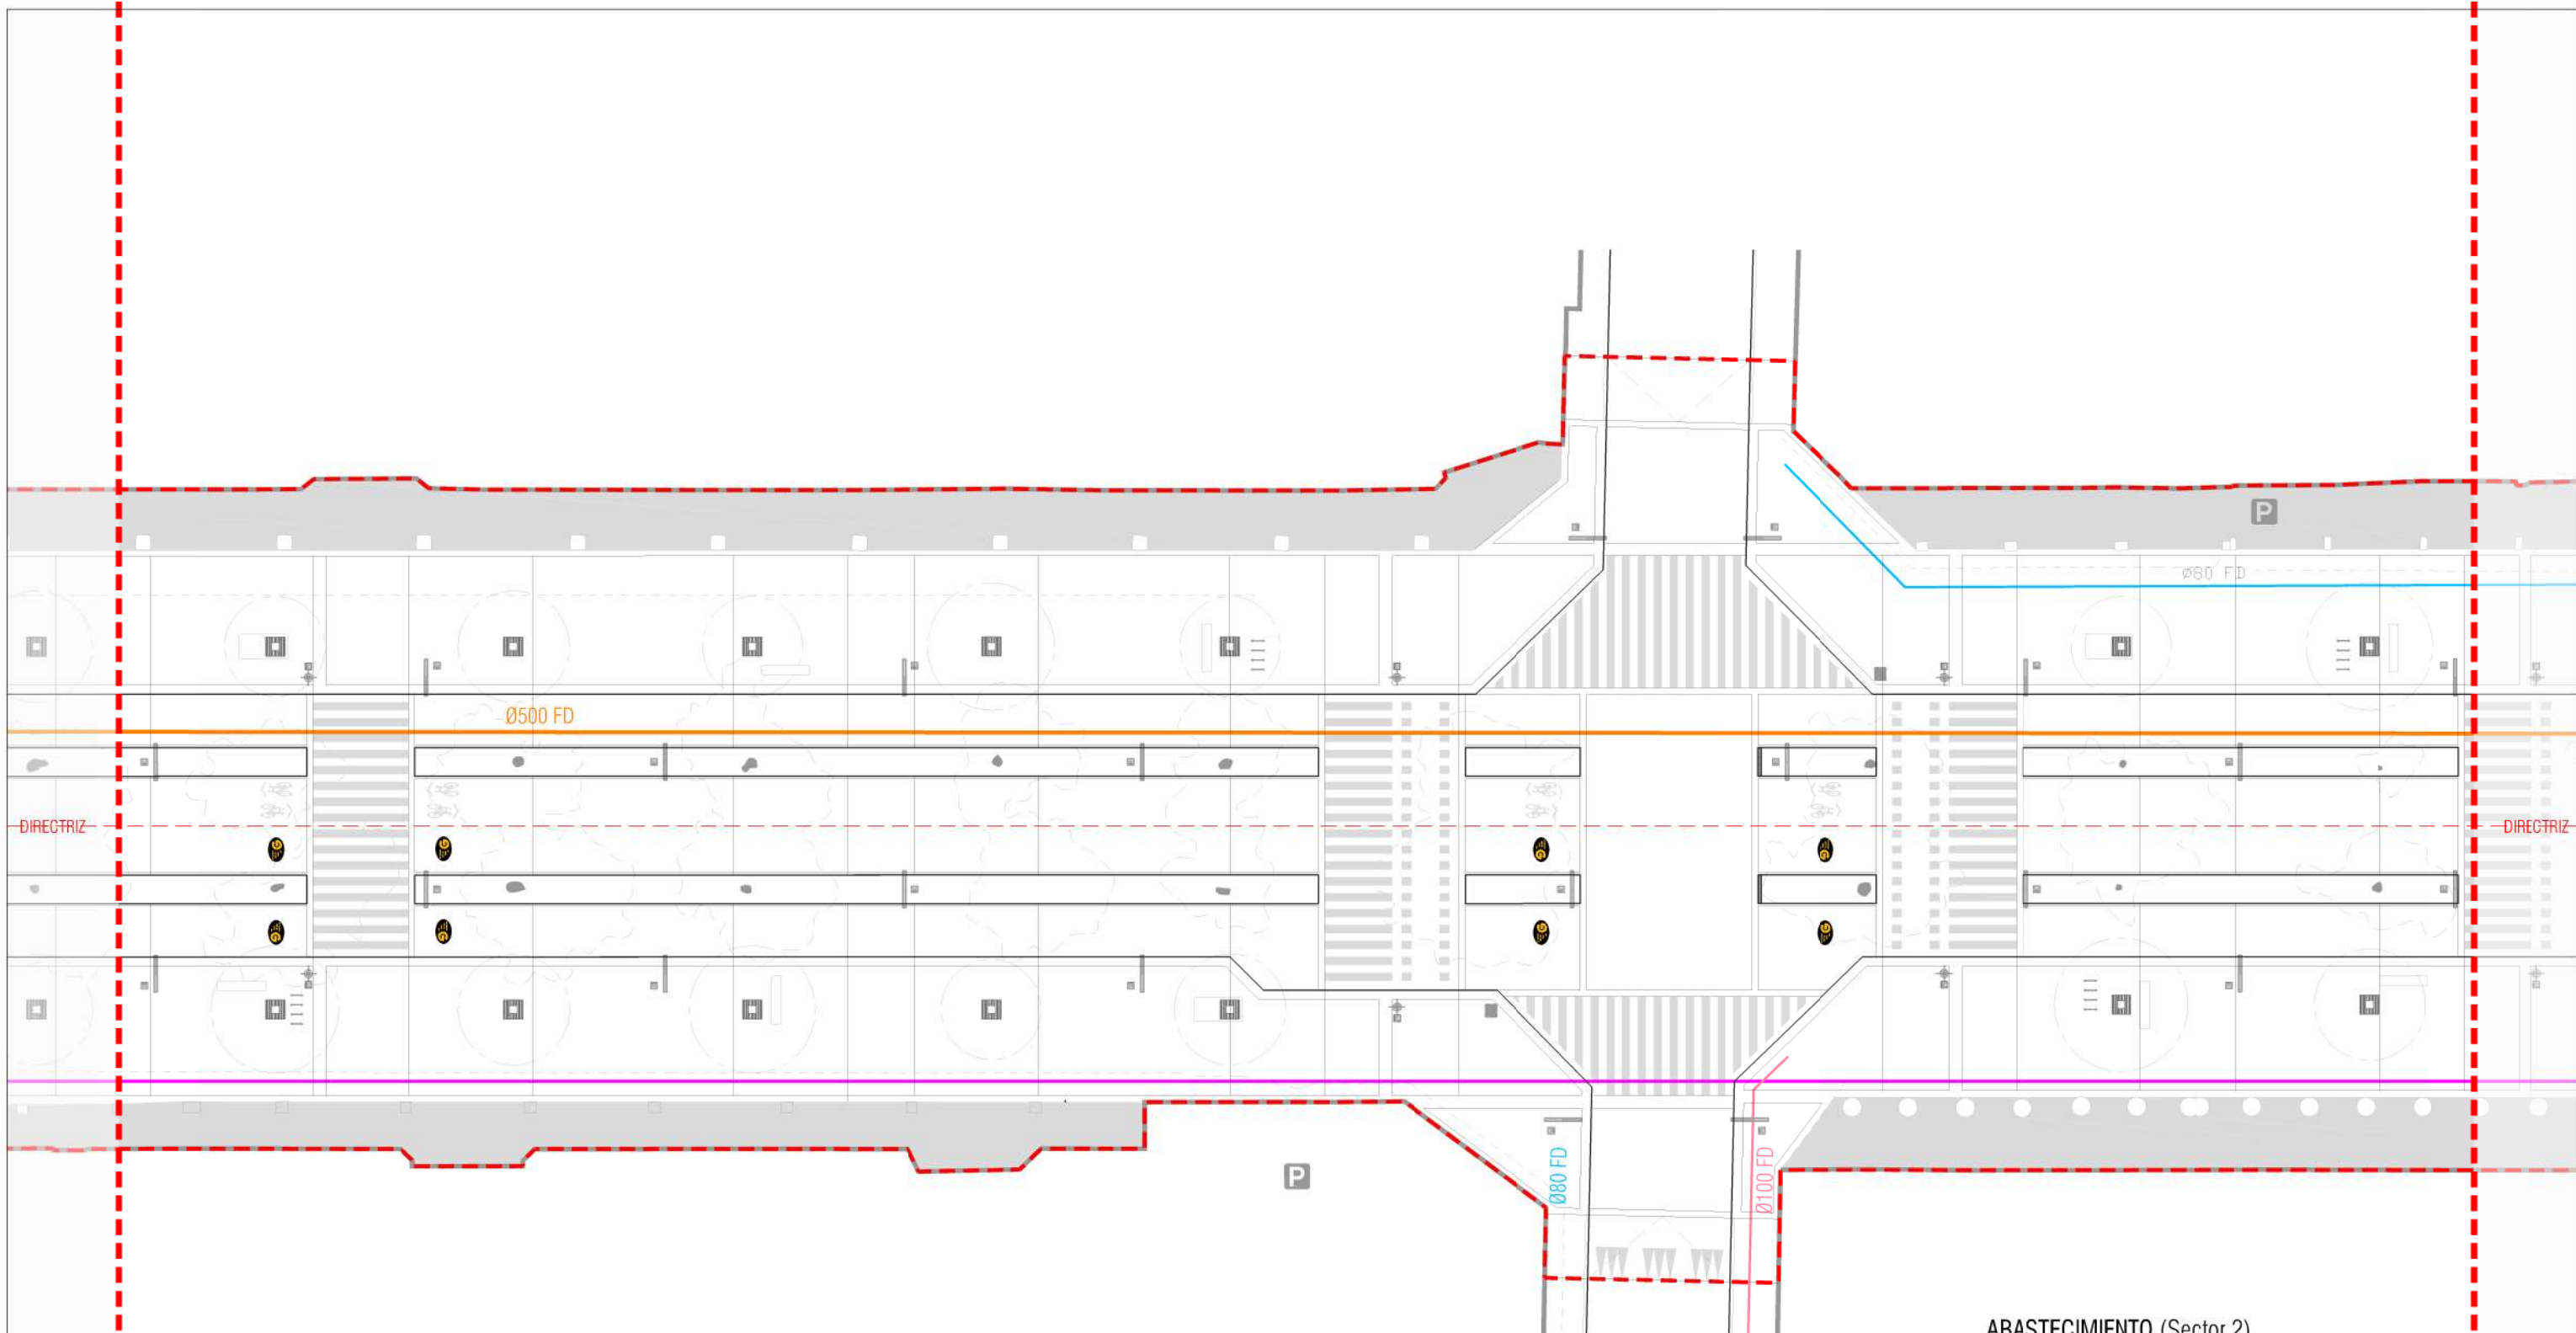 P
ø80 FD
Ø500 FD
DIRECTRIZ
DIRECTRIZ
P
Ø80 FD
Ø100 FD
ABASTECIMIENTO (Sector 2)